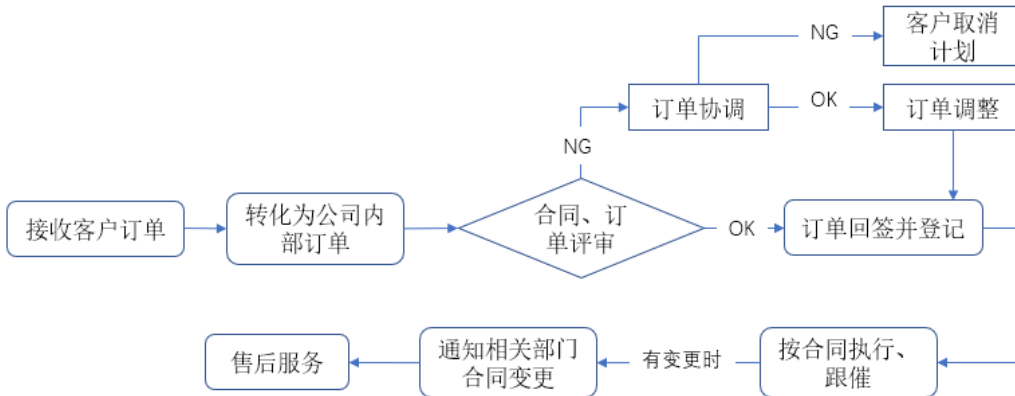 NG
客户取消
计划
订单协调
OK
订单调整
NG
接收客户订单
转化为公司内
部订单
合同、订
单评审
OK
订单回签并登记
售后服务
通知相关部门
合同变更
有变更时
按合同执行、
跟催